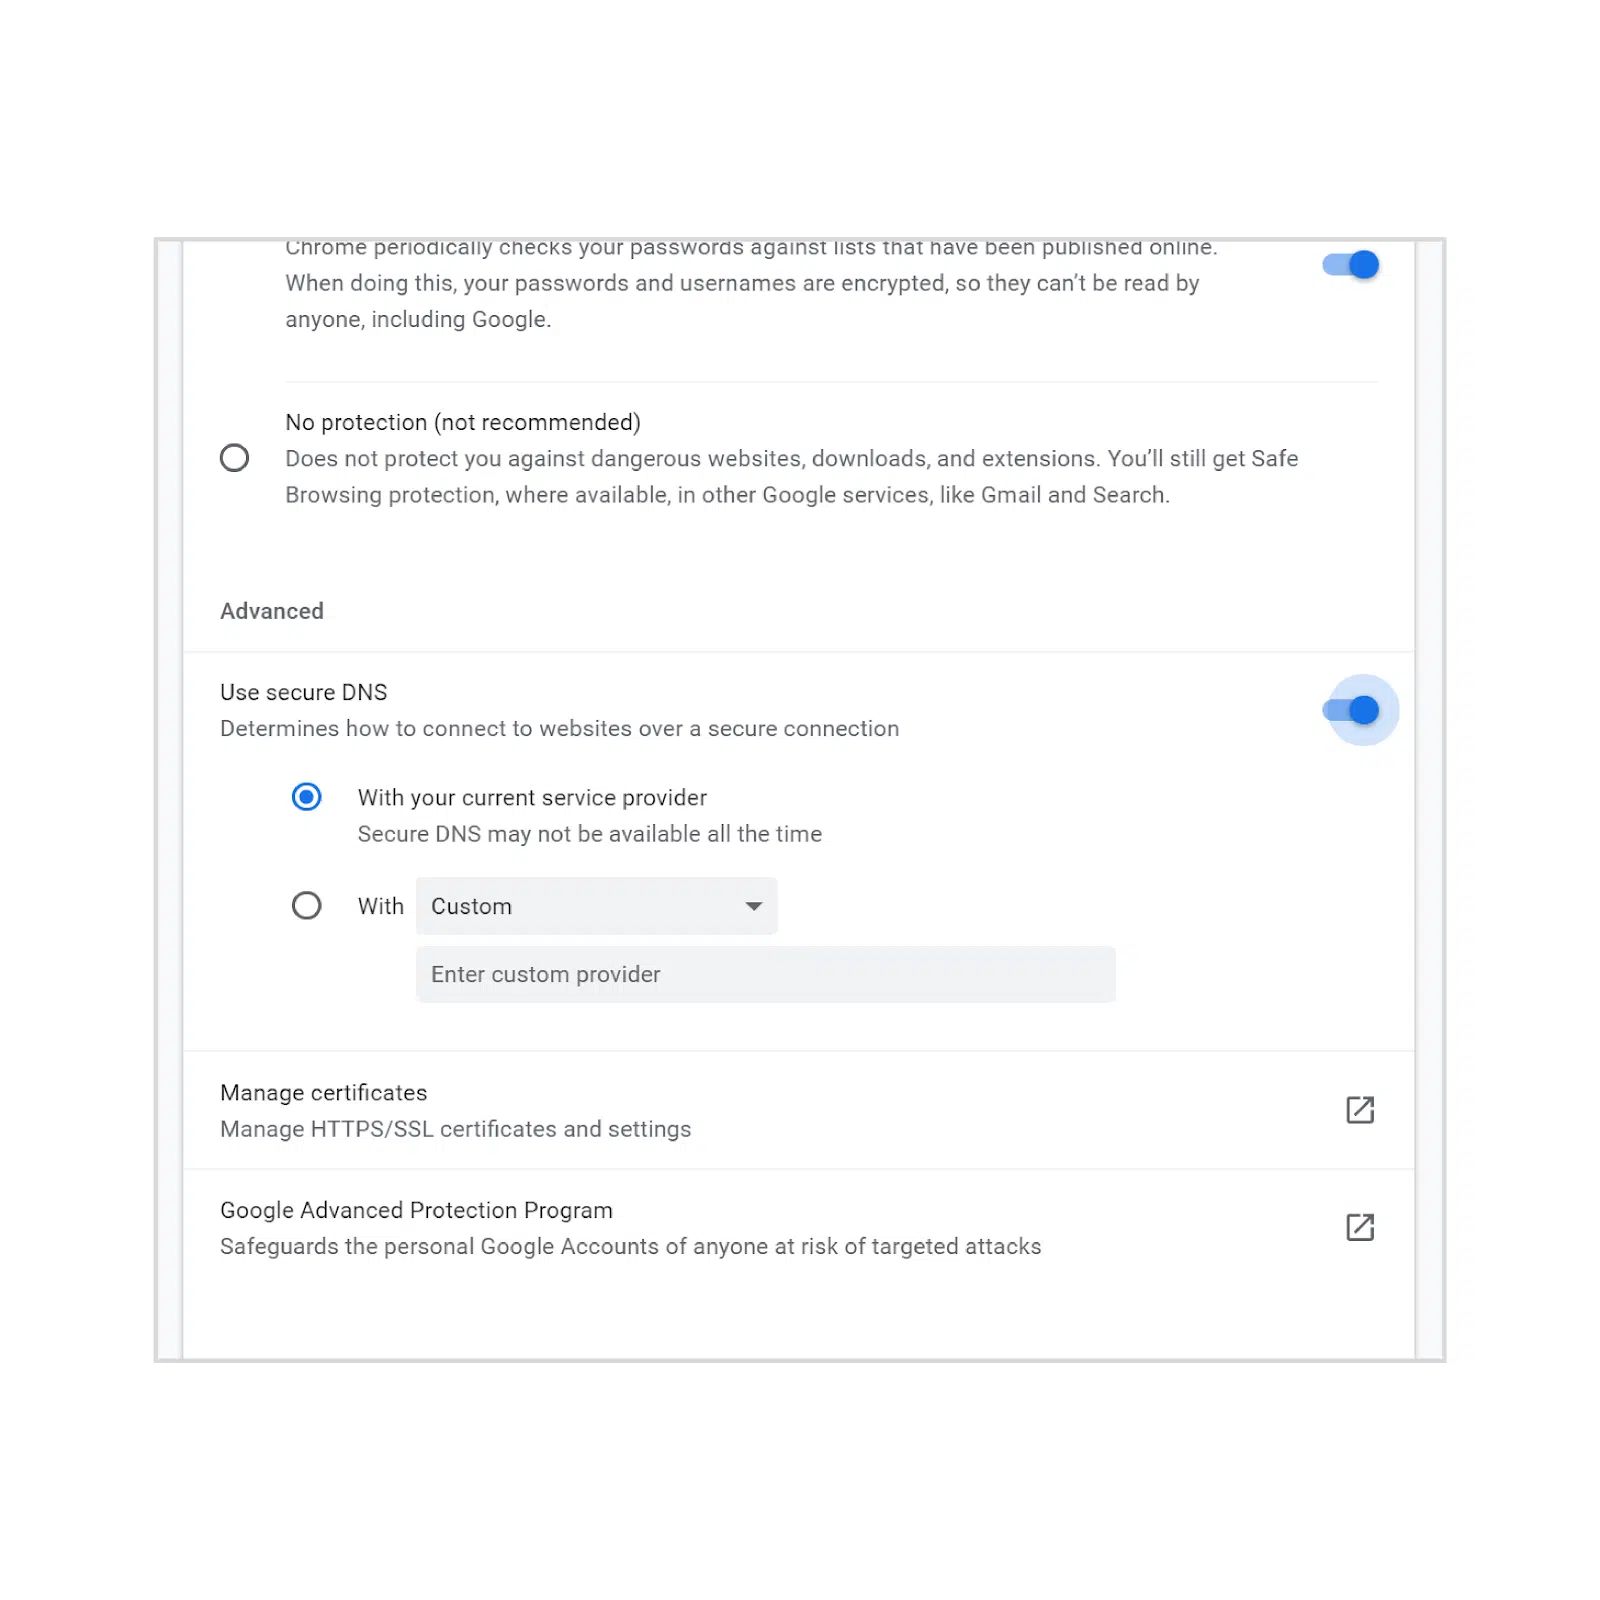 Chrome periodically checks your passwords against lists that have been published online.
When doing this, your passwords and usernames are encrypted, so they can’t be read by
anyone, including Google.
No protection (not recommended)
Does not protect you against dangerous websites, downloads, and extensions. You’ll still get Safe
Browsing protection, where available, in other Google services, like Gmail and Search.
Advanced
Use secure DNS
Determines how to connect to websites over a secure connection
With your current service provider
Secure DNS may not be available all the time
With Custom
Enter custom provider
Manage certificates
Manage HTTPS/SSL certificates and settings
Google Advanced Protection Program
Safeguards the personal Google Accounts of anyone at risk of targeted attacks